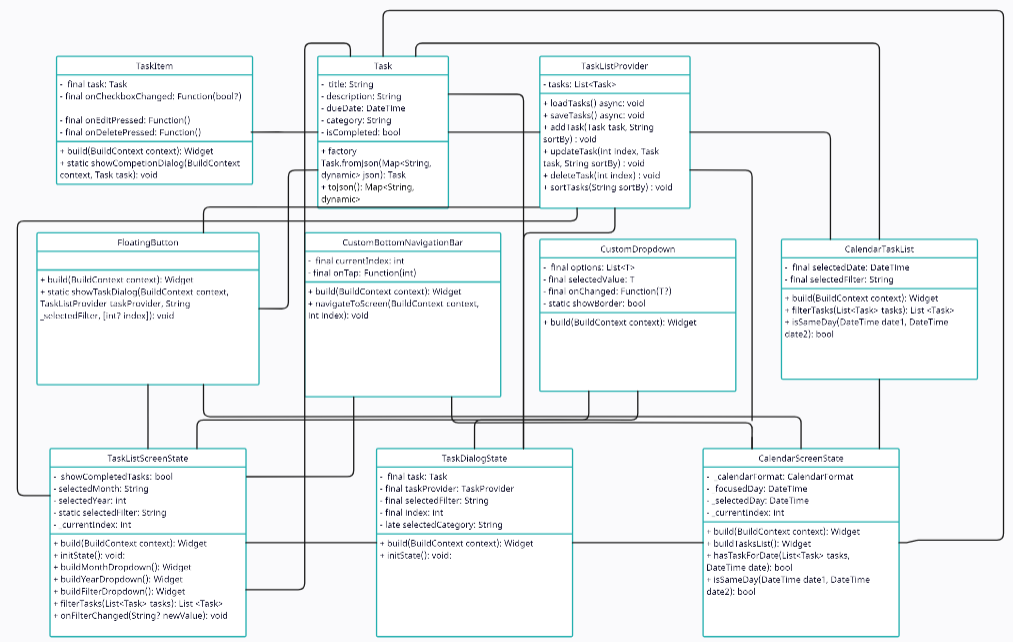 TaskItem
- final task: Task
- final onCheckboxChanged: Function(bool?)
- final onEditPressed: Function()
- final onDeletePressed: Function()
+ build(BuildContext context): Widget
+ static showCompetionDialog(BuildContext
context, Task task): void
Task
- title: String
- description: String
- dueDate: DateTime
- category: String
- isCompleted: bool
+ factory
Task.fromJson(Map<String,
dynamic> json): Task
+ toJson(): Map<String,
dynamic>
TaskListProvider
- tasks: List<Task>
+ loadTasks() async: void
+ saveTasks() async: void
+ addTask(Task task, String
sortBy) : void
+ updateTask(int index, Task
task, String sortBy) : void
+ deleteTask(int index) : void
+ sortTasks(String sortBy) : void
FloatingButton
+ build(BuildContext context): Widget
+ static showTaskDialog(BuildContext context,
TaskListProvider taskProvider, String
_selectedFilter, [int? index]): void
CustomBottomNavigationBar
- final currentIndex: int
- final onTap: Function(int)
+ build(BuildContext context): Widget
+ navigateToScreen(BuildContext context,
int index): void
CustomDropdown
- final options: List<T>
- final selectedValue: T
- final onChanged: Function(T?)
- static showBorder: bool
+ build(BuildContext context): Widget
CalendarTaskList
- final selectedDate: DateTime
- final selectedFilter: String
+ build(BuildContext context): Widget
+ filterTasks(List<Task> tasks): List <Task>
+ isSameDay(DateTime date1, DateTime
date2): bool
TaskListScreenState
- showCompletedTasks: bool
- selectedMonth: String
- selectedYear: int
- static selectedFilter: String
- _currentIndex: int
+ build(BuildContext context): Widget
+ initState(): void:
+ buildMonthDropdown(): Widget
+ buildYearDropdown(): Widget
+ buildFilterDropdown(): Widget
+ filterTasks(List<Task> tasks): List <Task>
+ onFilterChanged(String? newValue): void
TaskDialogState
- final task: Task
- final taskProvider: TaskProvider
- final selectedFilter: String
- final index: int
- late selectedCategory: String
+ build(BuildContext context): Widget
+ initState(): void:
CalendarScreenState
- _calendarFormat: CalendarFormat
- _focusedDay: DateTime
- _selectedDay: DateTime
- _currentIndex: int
+ build(BuildContext context): Widget
+ buildTasksList(): Widget
+ hasTaskForDate(List<Task> tasks,
DateTime date): bool
+ isSameDay(DateTime date1, DateTime
date2): bool